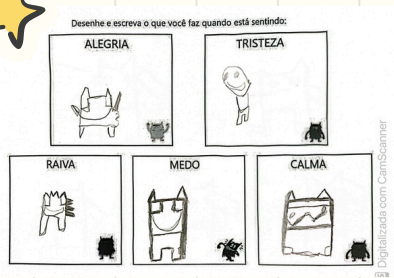 Desenhe e escreva o que você faz quando está sentindo:
ALEGRIA
TRISTEZA
RAIVA
MEDO
CALMA
Digitalizada com CamScanner